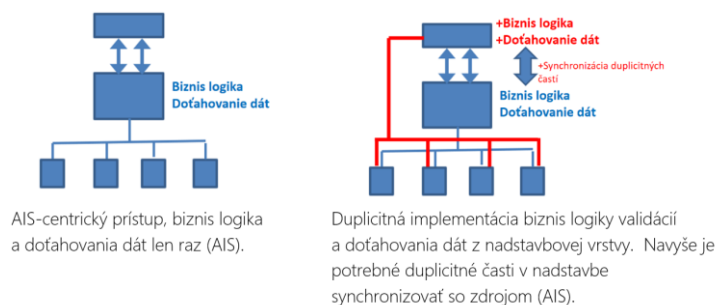 Biznis logika
Doťahovanie dát
AIS-centrický prístup, biznis logika
a doťahovania dát len raz (AIS).
+Biznis logika
+Doťahovanie dát
+Synchronizácia duplicitných
častí
Biznis logika
Doťahovanie dát
Duplicitná implementácia biznis logiky validácií
a doťahovania dát z nadstavbovej vrstvy.  Navyše je
potrebné duplicitné časti v nadstavbe
synchronizovať so zdrojom (AIS).